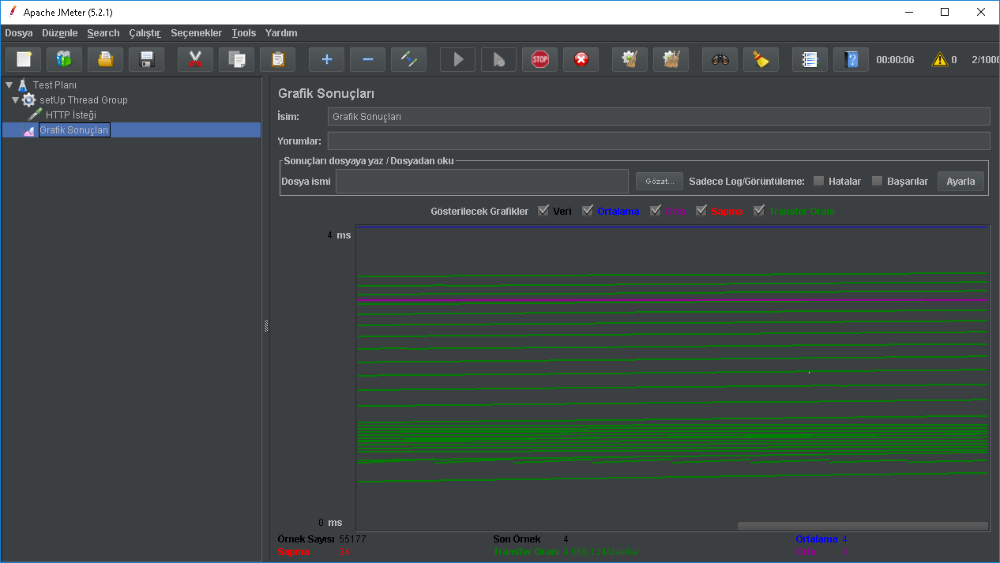 Apache JMeter (5.2.1)
Dosya Düzenle Search Çalıştır Seçenekler Tools Yardım
STOP 00:00:06 0 2/1000
Test Planı
setUp Thread Group
HTTP İsteği
Grafik Sonuçları
Grafik Sonuçları
İsim: Grafik Sonuçları
Yorumlar:
Sonuçları dosyaya yaz / Dosyadan oku
Dosya ismi Gözat... Sadece Log/Görüntüleme: Hatalar Başarılar Ayarla
Gösterilecek Grafikler Veri Ortalama Orta Sapma Transfer Oranı
4 ms
0 ms
Örnek Sayısı 55177 Son Örnek 4 Ortalama 4
Sapma 24 Transfer Oranı Orta 3